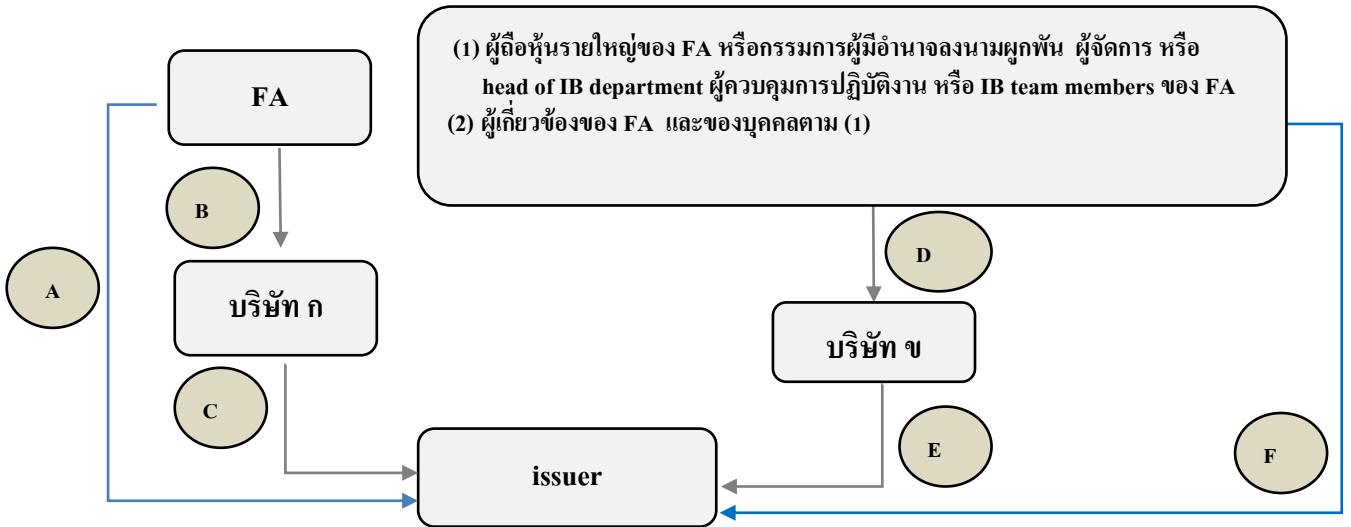 (1) ผู้ถือหุ้นรายใหญ่ของ FA หรือกรรมการผู้มีอำนาจลงนามผูกพัน ผู้จัดการ หรือ
head of IB department ผู้ควบคุมการปฏิบัติงาน หรือ IB team members ของ FA
(2) ผู้เกี่ยวข้องของ FA และของบุคคลตาม (1)
FA
B
D
A
บริษัท ก
บริษัท ข
C
E
F
issuer